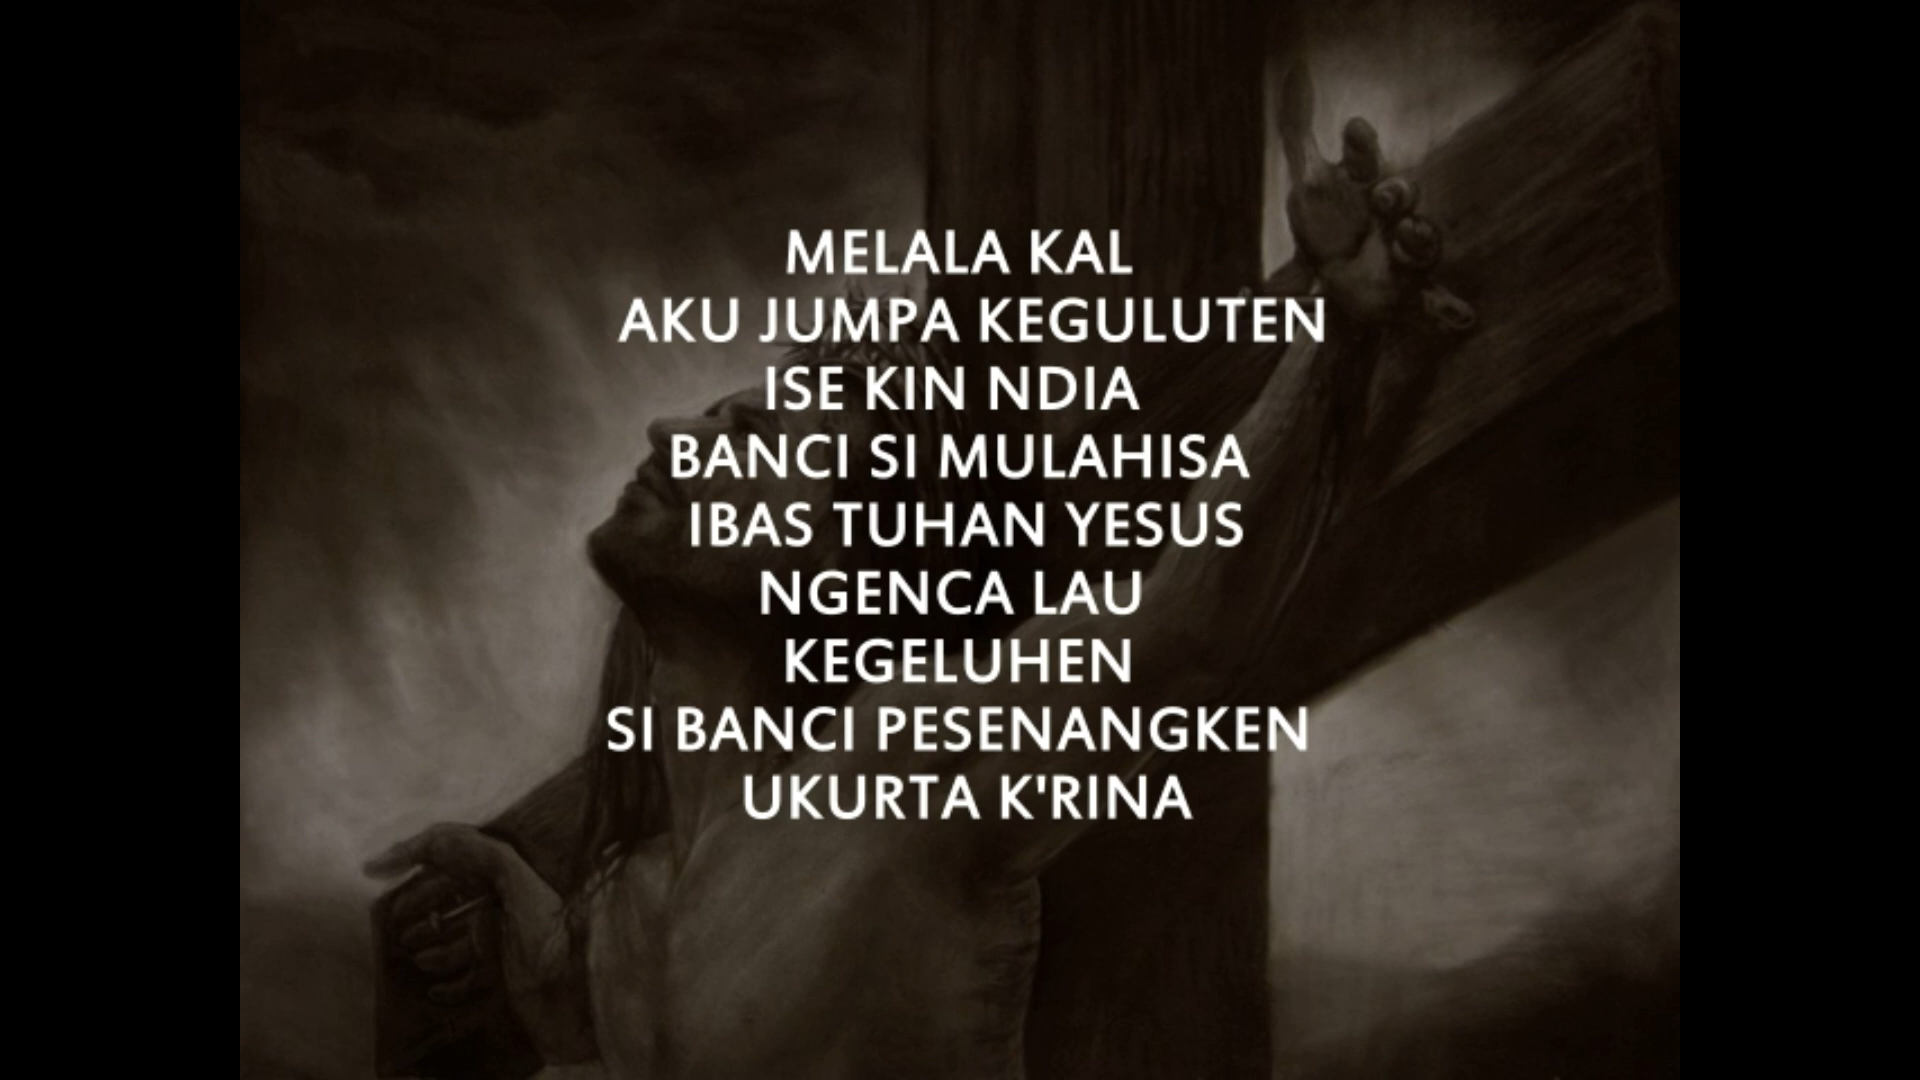 MELALA KAL
AKU JUMPA KEGULUTEN
ISE KIN NDIA
BANCI SI MULAHISA
IBAS TUHAN YESUS
NGENCA LAU
KEGELUHEN
SI BANCI PESENANGKEN
UKURTA K'RINA